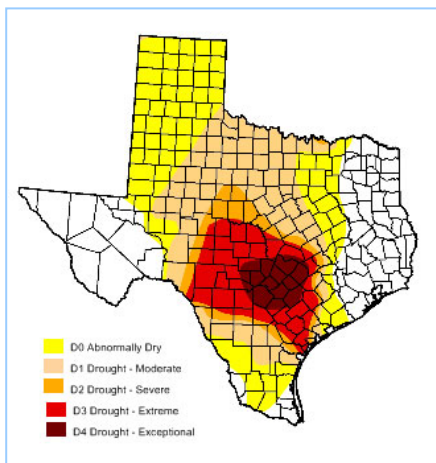 D0 Abnormally Dry
D1 Drought - Moderate
D2 Drought - Severe
D3 Drought - Extreme
D4 Drought - Exceptional